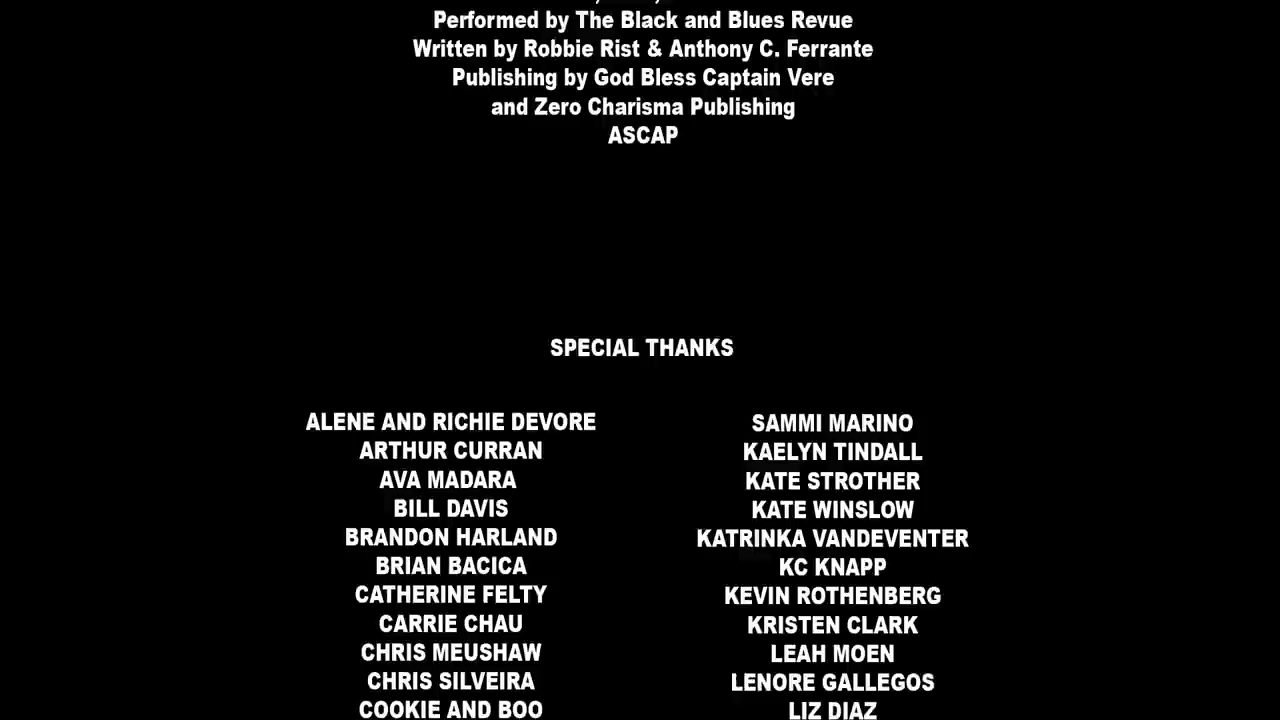 Performed by The Black and Blues Revue
Written by Robbie Rist & Anthony C. Ferrante
Publishing by God Bless Captain Vere
and Zero Charisma Publishing
ASCAP
SPECIAL THANKS
ALENE AND RICHIE DEVORE
ARTHUR CURRAN
AVA MADARA
BILL DAVIS
BRANDON HARLAND
BRIAN BACICA
CATHERINE FELTY
CARRIE CHAU
CHRIS MEUSHAW
CHRIS SILVEIRA
COOKIE AND BOO
SAMMI MARINO
KAELYN TINDALL
KATE STROTHER
KATE WINSLOW
KATRINKA VANDEVENTER
KC KNAPP
KEVIN ROTHENBERG
KRISTEN CLARK
LEAH MOEN
LENORE GALLEGOS
LIZ DIAZ